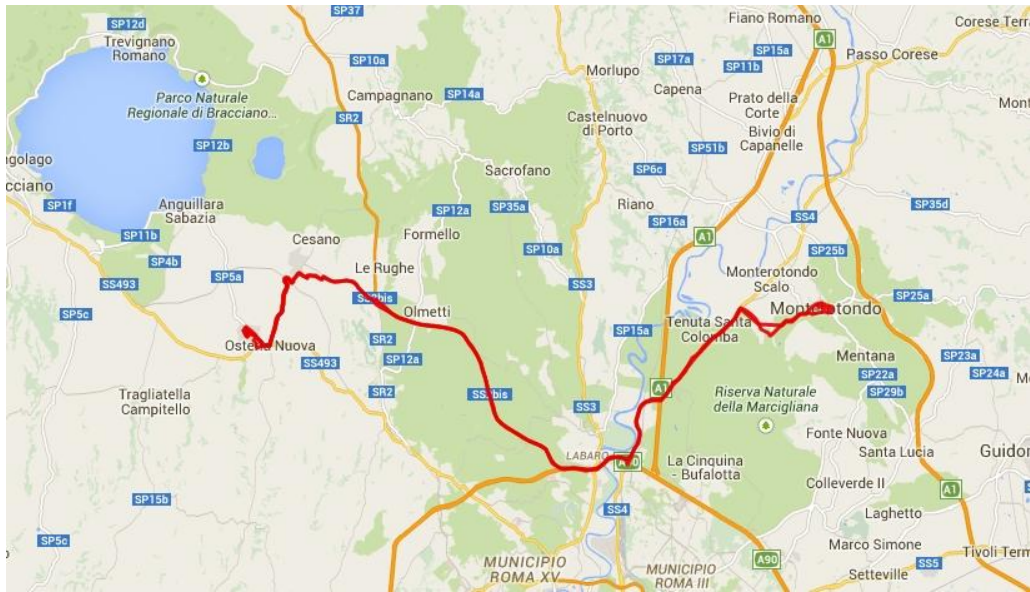 SP12d
SP37
Fiano Romano
Corese Terra
Trevignano
Romano
A1
SP15a
SP10a
SP17a
SP11b
Passo Corese
Morlupo
Parco Naturale
Regionale di Bracciano...
Campagnano
SP14a
Capena
Prato della
Corte
SR2
Castelnuovo
di Porto
Bivio di
Capanelle
SP12b
SP51b
ngolago
cciano
Sacrofano
SP6c
SP1f
Anguillara
Sabazia
SP12a
SP35a
Riano
SP35d
SP16a
SS4
SP11b
Cesano
Formello
SP10a
A1
SP25b
SP4b
SP5a
Le Rughe
SS3
Monterotondo
Scalo
SS493
SS2bis
SP25a
SP5c
Olmetti
Monterotondo
SP15a
Tenuta Santa
Colomba
Osteria Nuova
SR2
SP12a
Mentana
SP23a
SS493
SP22a
SP24a
Tragliatella
Campitello
SR2
SS2bis
A1
Riserva Naturale
della Marcigliana
SP29b
SS3
Fonte Nuova
LABARO
Santa Lucia
Guidon
A90
La Cinquina
- Bufalotta
Colleverde II
SP15b
A1
SS4
Laghetto
SP5c
Marco Simone
Tivoli Term
MUNICIPIO
ROMA XV
MUNICIPIO
ROMA III
A90
SS5
Setteville